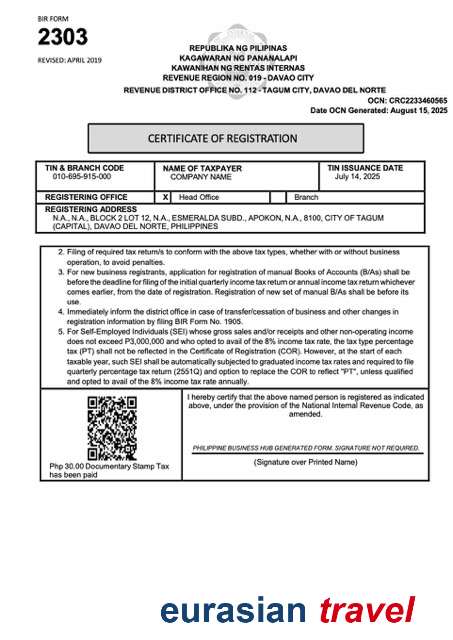 BIR FORM
2303
REVISED: APRIL 2019
REPUBLIKA NG PILIPINAS
KAGAWARAN NG PANANALAPI
KAWANIHAN NG RENTAS INTERNAS
REVENUE REGION NO. 019 - DAVAO CITY
REVENUE DISTRICT OFFICE NO. 112 - TAGUM CITY, DAVAO DEL NORTE
OCN: CRC2233460565
Date OCN Generated: August 15, 2025
CERTIFICATE OF REGISTRATION
TIN & BRANCH CODE NAME OF TAXPAYER TIN ISSUANCE DATE
010-695-915-000 COMPANY NAME July 14, 2025
REGISTERING OFFICE X Head Office Branch
REGISTERING ADDRESS
N.A., N.A., BLOCK 2 LOT 12, N.A., ESMERALDA SUBD., APOKON, N.A., 8100, CITY OF TAGUM
(CAPITAL), DAVAO DEL NORTE, PHILIPPINES
2. Filing of required tax return/s to conform with the above tax types, whether with or without business
operation, to avoid penalties.
3. For new business registrants, application for registration of manual Books of Accounts (B/As) shall be
before the deadline for filing of the initial quarterly income tax return or annual income tax return whichever
comes earlier, from the date of registration. Registration of new set of manual B/As shall be before its
use.
4. Immediately inform the district office in case of transfer/cessation of business and other changes in
registration information by filing BIR Form No. 1905.
5. For Self-Employed Individuals (SEI) whose gross sales and/or receipts and other non-operating income
does not exceed P3,000,000 and who opted to avail of the 8% income tax rate, the tax type percentage
tax (PT) shall not be reflected in the Certificate of Registration (COR). However, at the start of each
taxable year, such SEI shall be automatically subjected to graduated income tax rates and required to file
quarterly percentage tax return (2551Q) and option to replace the COR to reflect "PT", unless qualified
and opted to avail of the 8% income tax rate annually.
I hereby certify that the above named person is registered as indicated
above, under the provision of the National Internal Revenue Code, as
amended.
PHILIPPINE BUSINESS HUB GENERATED FORM. SIGNATURE NOT REQUIRED.
(Signature over Printed Name)
Php 30.00 Documentary Stamp Tax
has been paid
eurasian travel